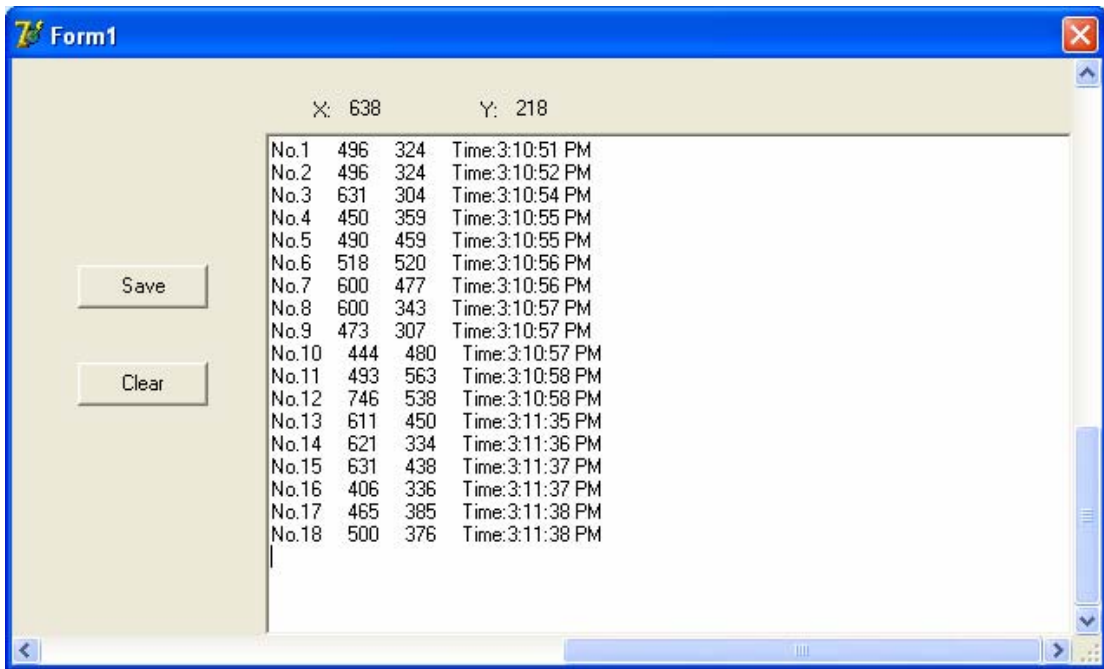 Form1
X: 638 Y: 218
No.1 496 324 Time:3:10:51 PM
No.2 496 324 Time:3:10:52 PM
No.3 631 304 Time:3:10:54 PM
No.4 450 359 Time:3:10:55 PM
No.5 490 459 Time:3:10:55 PM
No.6 518 520 Time:3:10:56 PM
No.7 600 477 Time:3:10:56 PM
No.8 600 343 Time:3:10:57 PM
No.9 473 307 Time:3:10:57 PM
No.10 444 480 Time:3:10:57 PM
No.11 493 563 Time:3:10:58 PM
No.12 746 538 Time:3:10:58 PM
No.13 611 450 Time:3:11:35 PM
No.14 621 334 Time:3:11:36 PM
No.15 631 438 Time:3:11:37 PM
No.16 406 336 Time:3:11:37 PM
No.17 465 385 Time:3:11:38 PM
No.18 500 376 Time:3:11:38 PM
Save
Clear